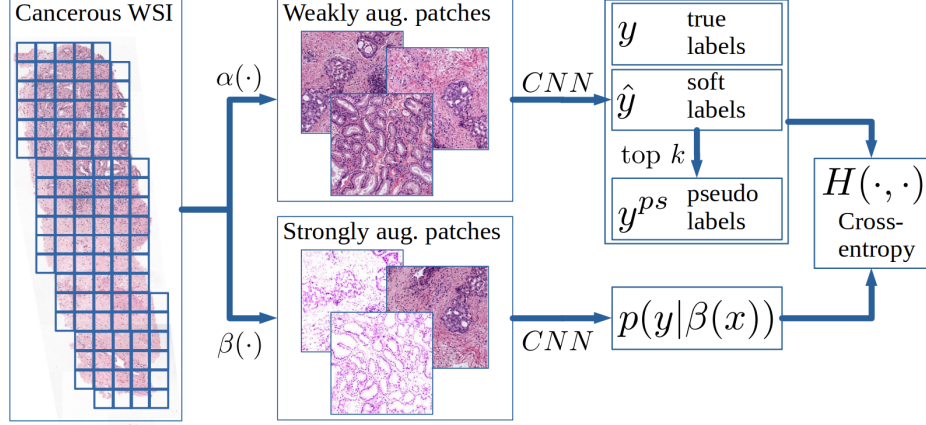 Cancerous WSI
α(·)
β(·)
Weakly aug. patches
Strongly aug. patches
CNN
CNN
y true labels
ŷ soft labels
top k
y^{ps} pseudo labels
p(y|β(x))
H(·,·)
Cross-
entropy